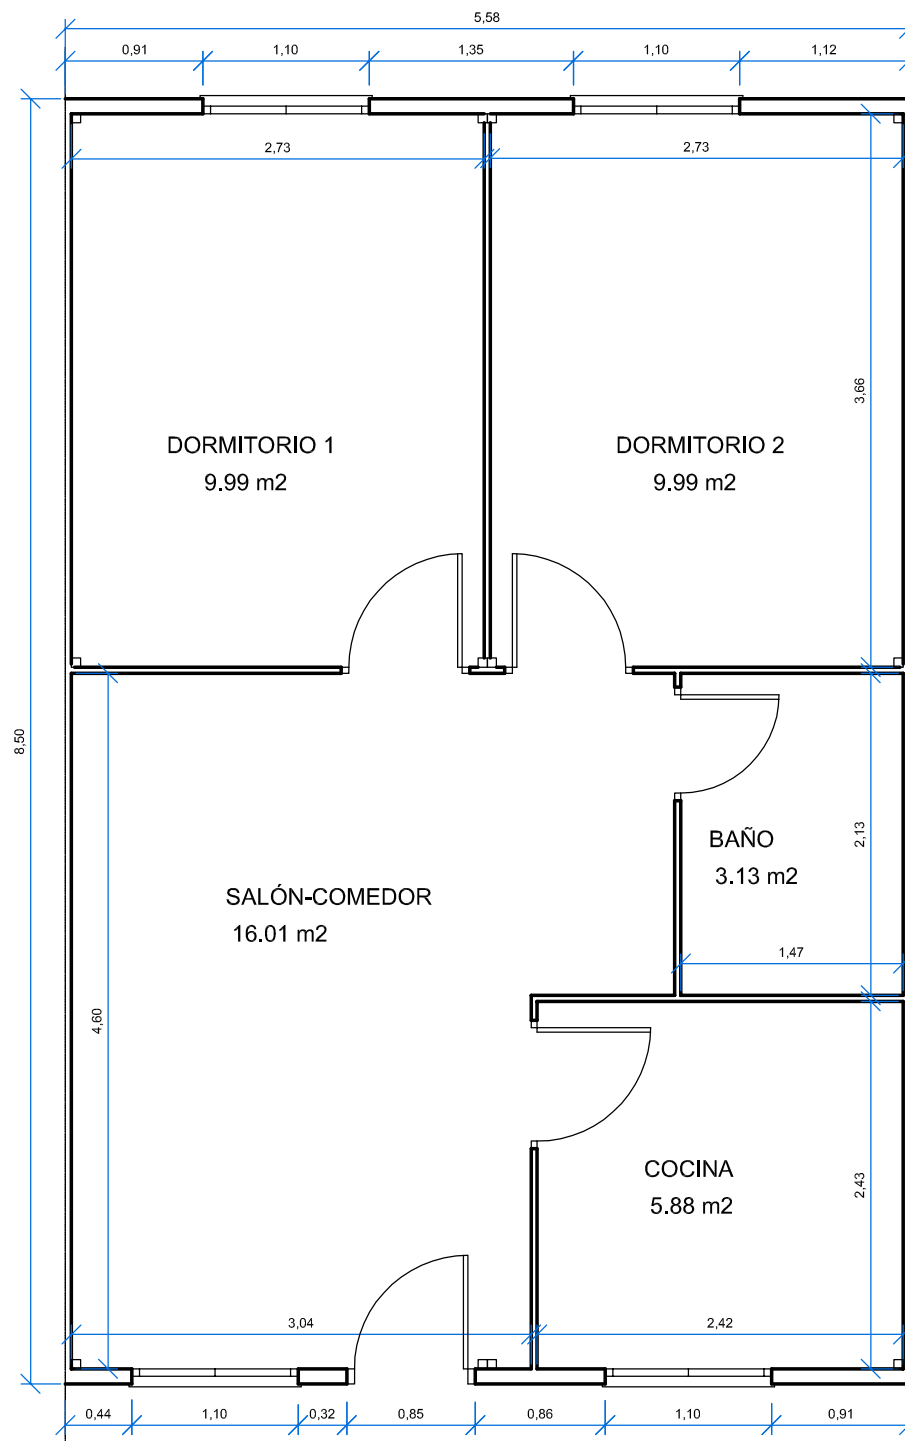 5,58
0,91 1,10 1,35 1,10 1,12
2,73 2,73
3,66
DORMITORIO 1 DORMITORIO 2
9.99 m2 9.99 m2
8,50
BAÑO
2,13
3.13 m2
SALÓN-COMEDOR
16.01 m2
1,47
4,60
COCINA
2,43
5.88 m2
3,04 2,42
0,44 1,10 0,32 0,85 0,86 1,10 0,91